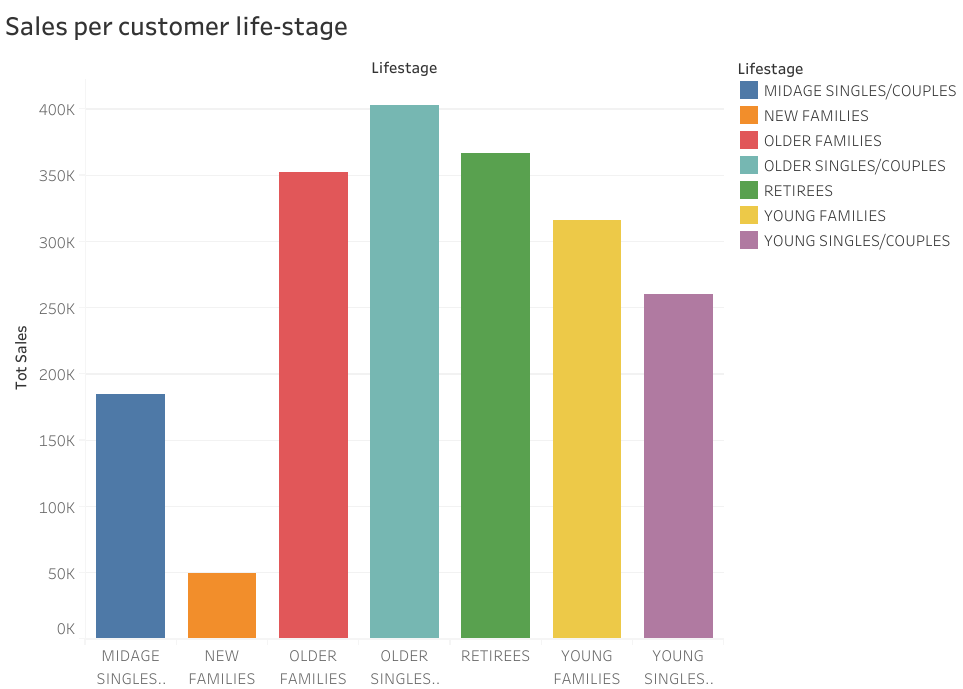 Sales per customer life-stage
Lifestage
400K
350K
300K
250K
200K
150K
100K
50K
0K
Tot Sales
MIDAGE SINGLES..
NEW FAMILIES
OLDER FAMILIES
OLDER SINGLES..
RETIREES
YOUNG FAMILIES
YOUNG SINGLES..
Lifestage
MIDAGE SINGLES/COUPLES
NEW FAMILIES
OLDER FAMILIES
OLDER SINGLES/COUPLES
RETIREES
YOUNG FAMILIES
YOUNG SINGLES/COUPLES